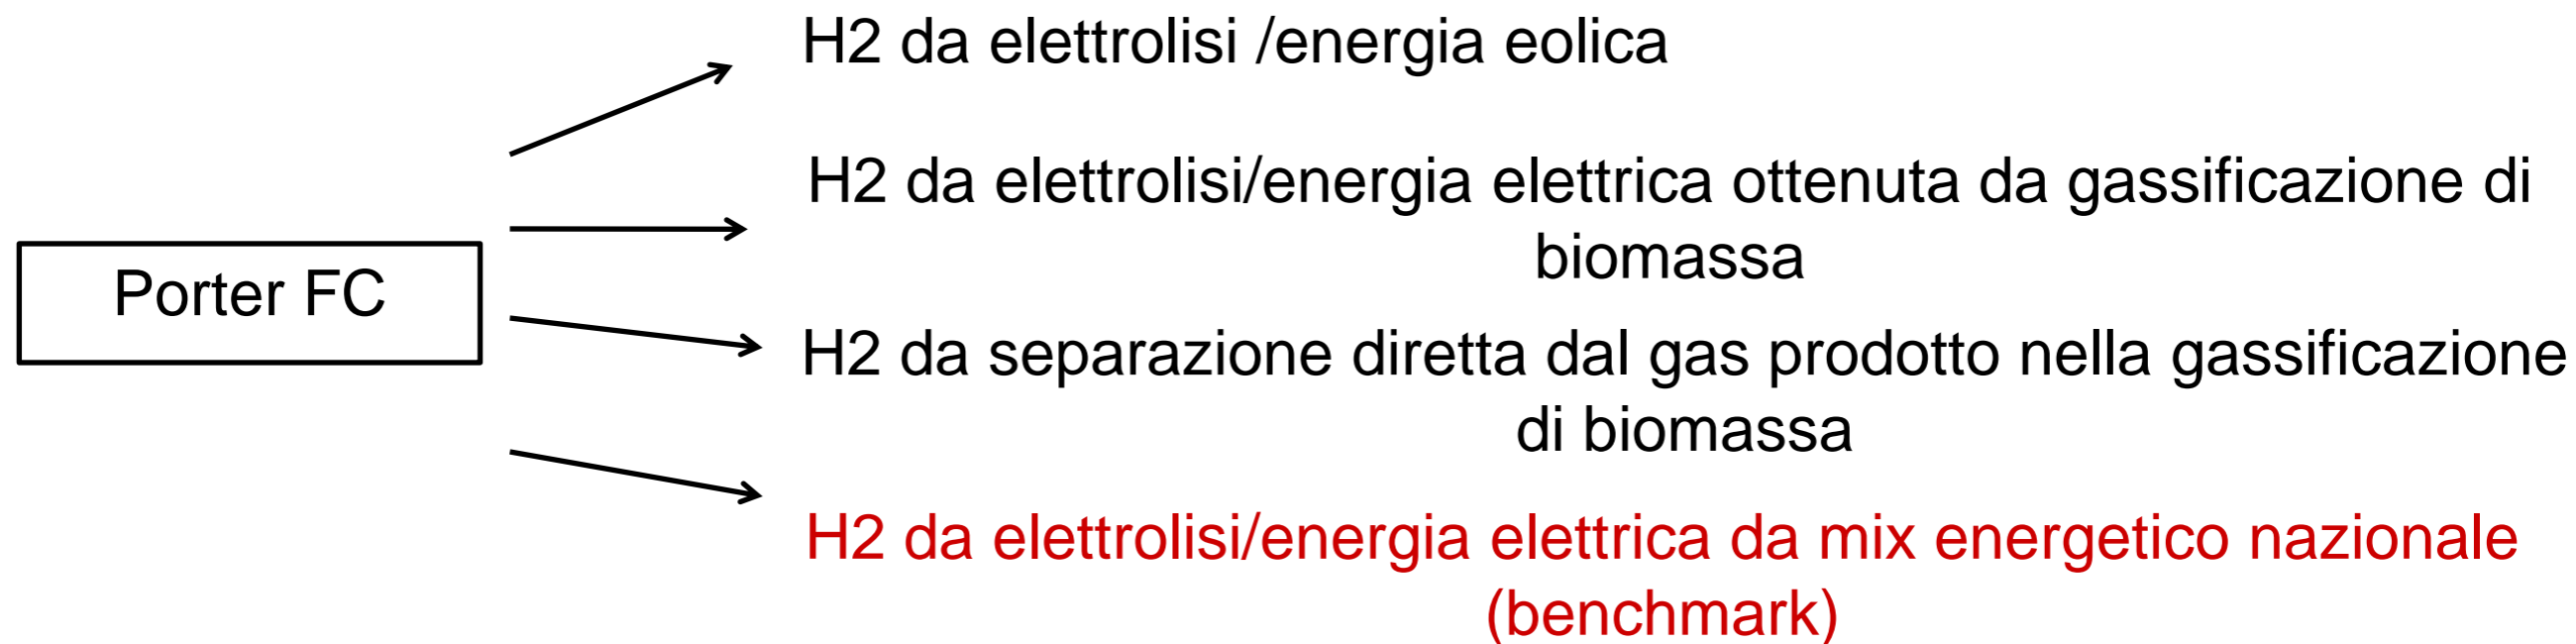 H2 da elettrolisi /energia eolica
H2 da elettrolisi/energia elettrica ottenuta da gassificazione di
biomassa
Porter FC
H2 da separazione diretta dal gas prodotto nella gassificazione
di biomassa
H2 da elettrolisi/energia elettrica da mix energetico nazionale
(benchmark)